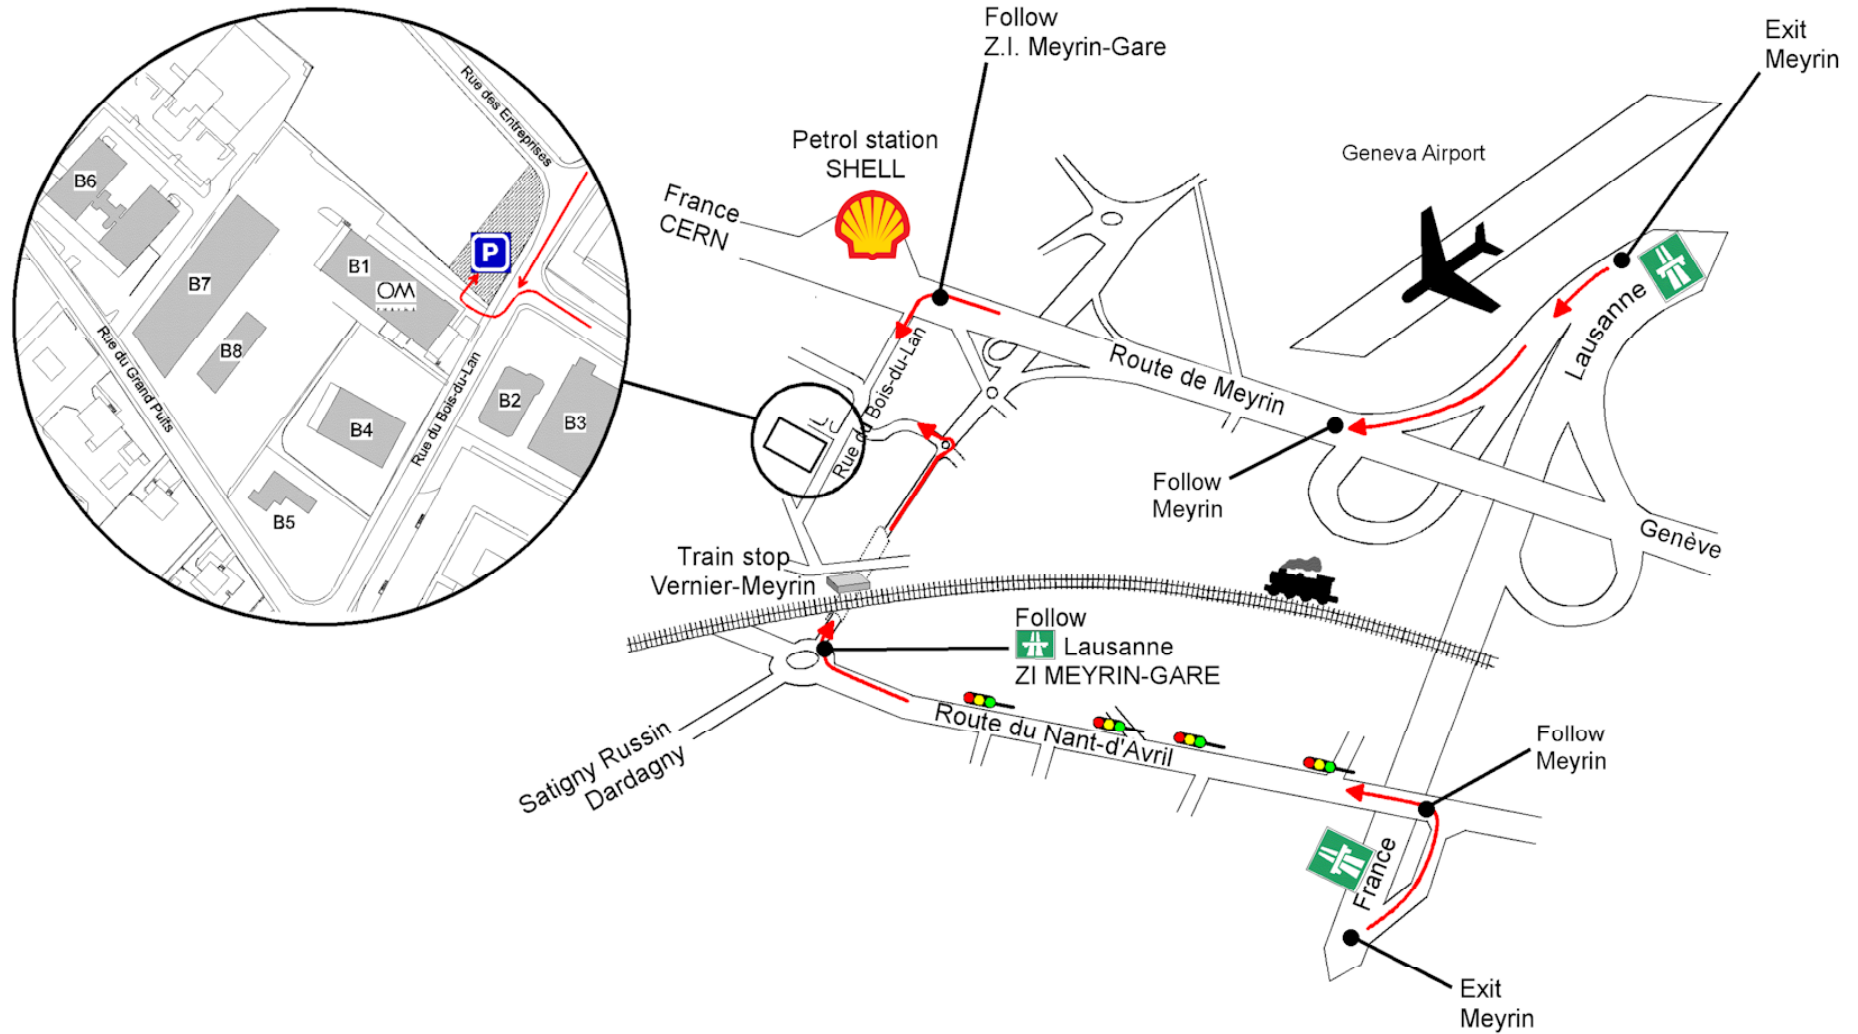 Follow
Z.I. Meyrin-Gare
Exit
Meyrin
Petrol station
SHELL
Geneva Airport
France
CERN
Rue des Entreprises
B6
P
B1
OM
B7
B8
Rue du Grand Puits
B2
B3
B4
B5
Rue du Bois-du-Lan
Lausanne
Route de Meyrin
Rue du Bois-du-Lan
Follow
Meyrin
Genève
Train stop
Vernier-Meyrin
Follow
Lausanne
ZI MEYRIN-GARE
Route du Nant-d'Avril
Satigny Russin
Dardagny
Follow
Meyrin
France
Exit
Meyrin